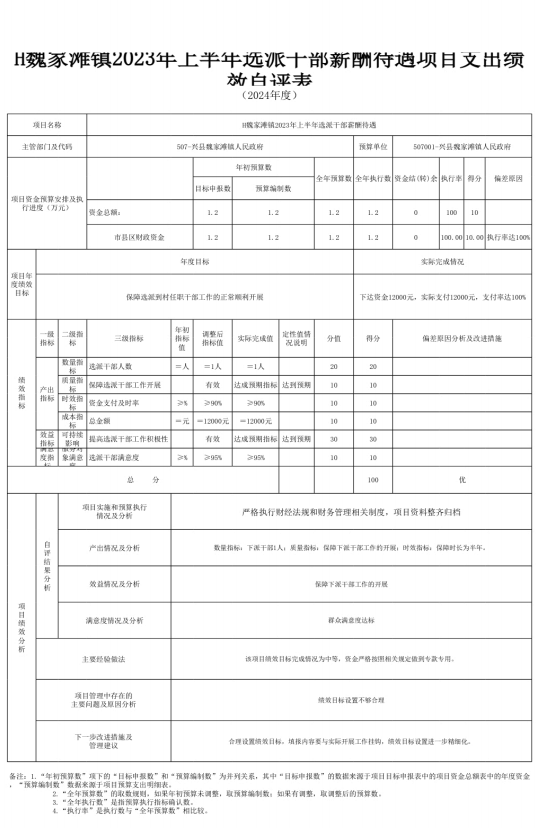 H魏家滩镇2023年上半年选派干部薪酬待遇项目支出绩
效自评表
（2024年度）
项目名称 H魏家滩镇2023年上半年选派干部薪酬待遇
主管部门及代码 507-兴县魏家滩镇人民政府 预算单位 507001-兴县魏家滩镇人民政府
项目资金预算安排及执行进度（万元） 年初预算数 全年预算数 全年执行数 资金结(转)余 执行率 得分 偏差原因
目标申报数 预算编制数
资金总额： 1.2 1.2 1.2 1.2 0 100 10
市县区财政资金 1.2 1.2 1.2 1.2 0 100.00 10.00 执行率达100%
项目年度绩效目标 年度目标 实际完成情况
保障选派到村任职干部工作的正常顺利开展 下达资金12000元，实际支付12000元，支付率达100%
绩效指标 一级指标 二级指标 三级指标 年初指标值 调整后指标值 实际完成值 定性值情况说明 分值 得分 偏差原因分析及改进措施
产出指标 数量指标 选派干部人数 ＝人 ＝1人 ＝1人 20 20
质量指标 保障选派干部工作开展 有效 达成预期指标 达到预期 10 10
时效指标 资金支付及时率 ≥% ≥90% ≥90% 10 10
成本指标 总金额 ＝元 ＝12000元 ＝12000元 10 10
效益指标 可持续影响 提高选派干部工作积极性 有效 达成预期指标 达到预期 30 30
满意度指标 服务对象满意度 选派干部满意度 ≥% ≥95% ≥95% 10 10
总 分 100 优
项目绩效分析 自评结果分析 项目实施和预算执行情况及分析 严格执行财经法规和财务管理相关制度，项目资料整齐归档
产出情况及分析 数量指标：下派干部1人；质量指标：保障下派干部工作的开展；时效指标：保障时长为半年。
效益情况及分析 保障下派干部工作的开展
满意度情况及分析 群众满意度达标
主要经验做法 该项目绩效目标完成情况为中等，资金严格按照相关规定做到专款专用。
项目管理中存在的主要问题及原因分析 绩效目标设置不够合理
下一步改进措施及管理建议 合理设置绩效目标，填报内容要与实际开展工作挂钩，绩效目标设置进一步精细化。
备注：1.“年初预算数”项下的“目标申报数”和“预算编制数”为并列关系，其中“目标申报数”的数据来源于项目目标申报表中的项目资金总额表中的年度资金
，“预算编制数”数据来源于项目预算支出明细表。
2.“全年预算数”的取数规则，如果年初预算未调整，取预算编制数；如果有调整，取调整后的预算数。
3.“全年执行数”是指预算执行指标确认数。
4.“执行率”是执行数与“全年预算数”相比较。